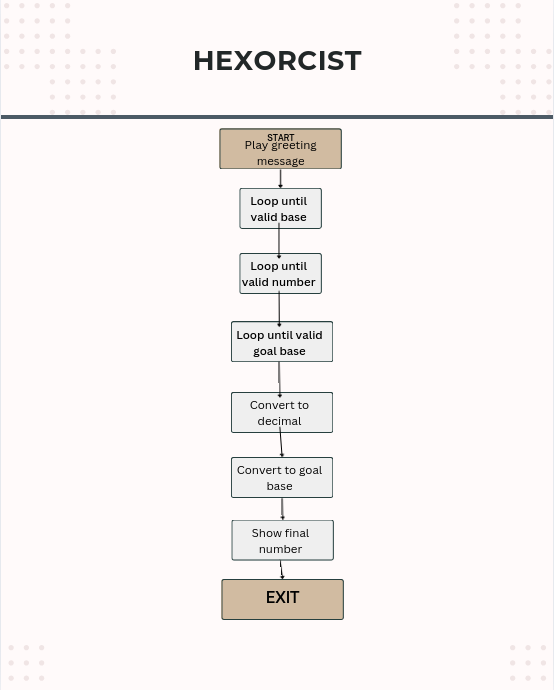 HEXORCIST
START
Play greeting
message
Loop until
valid base
Loop until
valid number
Loop until valid
goal base
Convert to
decimal
Convert to goal
base
Show final
number
EXIT